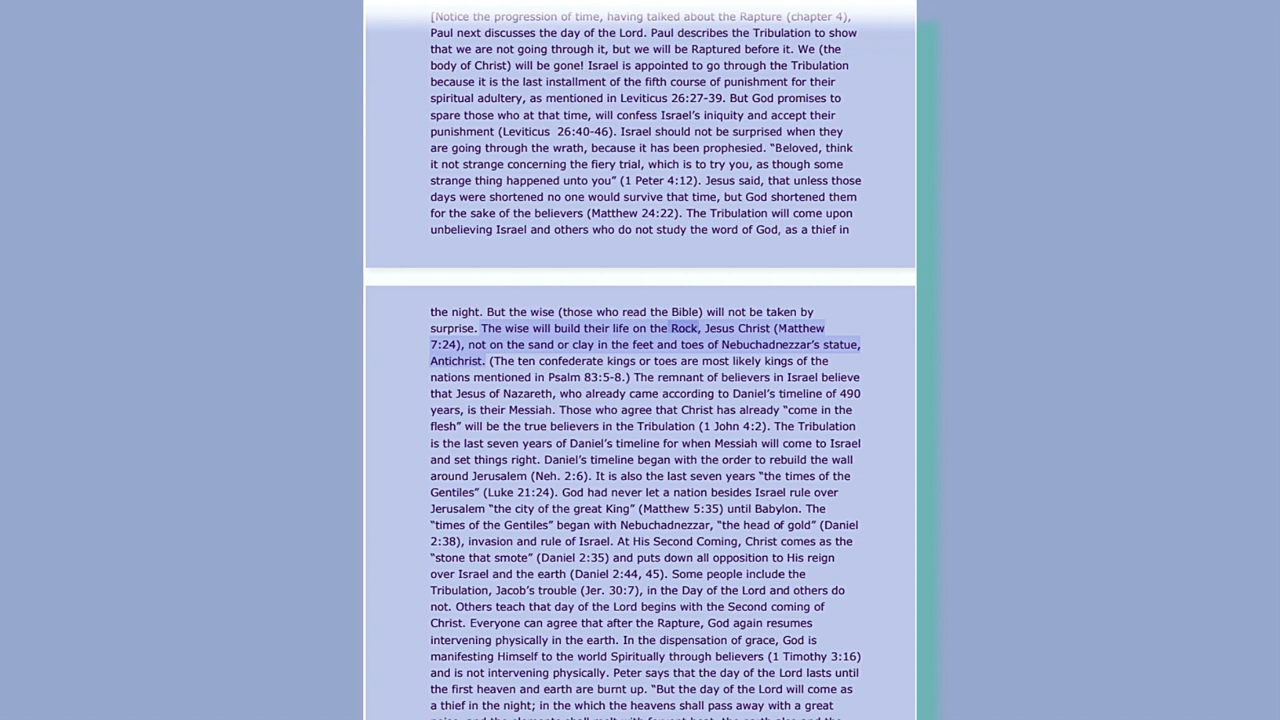 [Notice the progression of time, having talked about the Rapture (chapter 4),
Paul next discusses the day of the Lord. Paul describes the Tribulation to show
that we are not going through it, but we will be Raptured before it. We (the
body of Christ) will be gone! Israel is appointed to go through the Tribulation
because it is the last installment of the fifth course of punishment for their
spiritual adultery, as mentioned in Leviticus 26:27-39. But God promises to
spare those who at that time, will confess Israel’s iniquity and accept their
punishment (Leviticus  26:40-46). Israel should not be surprised when they
are going through the wrath, because it has been prophesied. “Beloved, think
it not strange concerning the fiery trial, which is to try you, as though some
strange thing happened unto you” (1 Peter 4:12). Jesus said, that unless those
days were shortened no one would survive that time, but God shortened them
for the sake of the believers (Matthew 24:22). The Tribulation will come upon
unbelieving Israel and others who do not study the word of God, as a thief in
the night. But the wise (those who read the Bible) will not be taken by
surprise. The wise will build their life on the Rock, Jesus Christ (Matthew
7:24), not on the sand or clay in the feet and toes of Nebuchadnezzar’s statue,
Antichrist. (The ten confederate kings or toes are most likely kings of the
nations mentioned in Psalm 83:5-8.) The remnant of believers in Israel believe
that Jesus of Nazareth, who already came according to Daniel’s timeline of 490
years, is their Messiah. Those who agree that Christ has already “come in the
flesh” will be the true believers in the Tribulation (1 John 4:2). The Tribulation
is the last seven years of Daniel’s timeline for when Messiah will come to Israel
and set things right. Daniel’s timeline began with the order to rebuild the wall
around Jerusalem (Neh. 2:6). It is also the last seven years “the times of the
Gentiles” (Luke 21:24). God had never let a nation besides Israel rule over
Jerusalem “the city of the great King” (Matthew 5:35) until Babylon. The
“times of the Gentiles” began with Nebuchadnezzar, “the head of gold” (Daniel
2:38), invasion and rule of Israel. At His Second Coming, Christ comes as the
“stone that smote” (Daniel 2:35) and puts down all opposition to His reign
over Israel and the earth (Daniel 2:44, 45). Some people include the
Tribulation, Jacob’s trouble (Jer. 30:7), in the Day of the Lord and others do
not. Others teach that day of the Lord begins with the Second coming of
Christ. Everyone can agree that after the Rapture, God again resumes
intervening physically in the earth. In the dispensation of grace, God is
manifesting Himself to the world Spiritually through believers (1 Timothy 3:16)
and is not intervening physically. Peter says that the day of the Lord lasts until
the first heaven and earth are burnt up. “But the day of the Lord will come as
a thief in the night; in the which the heavens shall pass away with a great